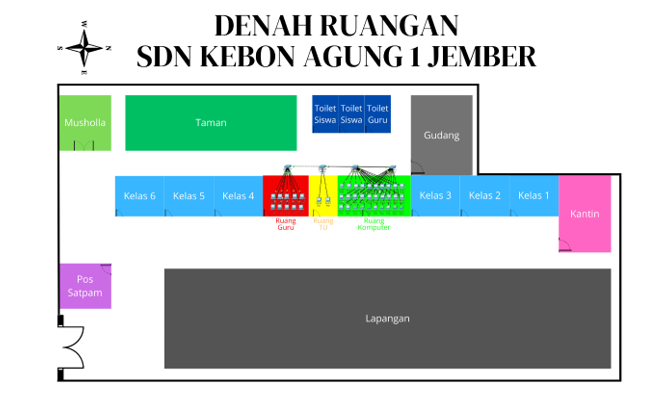 DENAH RUANGAN
SDN KEBON AGUNG 1 JEMBER
W
S
N
E
Musholla
Taman
Toilet
Siswa
Toilet
Siswa
Toilet
Guru
Gudang
Kelas 6
Kelas 5
Kelas 4
Kelas 3
Kelas 2
Kelas 1
Ruang
Guru
Ruang
TU
Ruang
Komputer
Kantin
Pos
Satpam
Lapangan